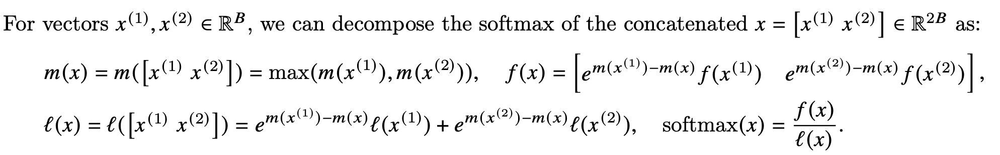 For vectors $x^{(1)}, x^{(2)} \in \mathbb{R}^B$, we can decompose the softmax of the concatenated $x = \left[x^{(1)} \; x^{(2)}\right] \in \mathbb{R}^{2B}$ as:
$m(x) = m(\left[x^{(1)} \; x^{(2)}\right]) = \max(m(x^{(1)}), m(x^{(2)})), \quad f(x) = \left[e^{m(x^{(1)})-m(x)} f(x^{(1)}) \quad e^{m(x^{(2)})-m(x)} f(x^{(2)})\right],$
$\ell(x) = \ell(\left[x^{(1)} \; x^{(2)}\right]) = e^{m(x^{(1)})-m(x)} \ell(x^{(1)}) + e^{m(x^{(2)})-m(x)} \ell(x^{(2)}), \quad \text{softmax}(x) = \frac{f(x)}{\ell(x)}.$